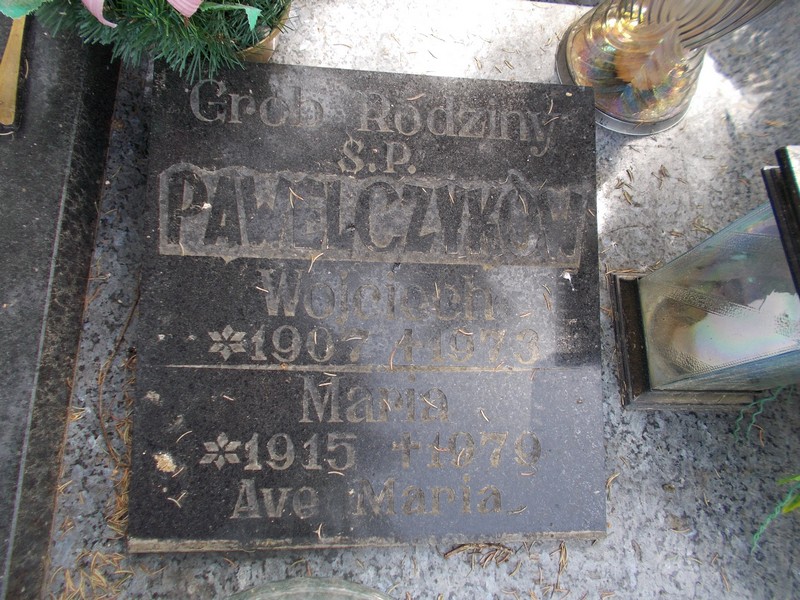 Grób Rodziny
Ś.P.
PAWELCZYKÓW
Wojciech
*1907 +1973
Maria
*1915 +1979
Ave Maria